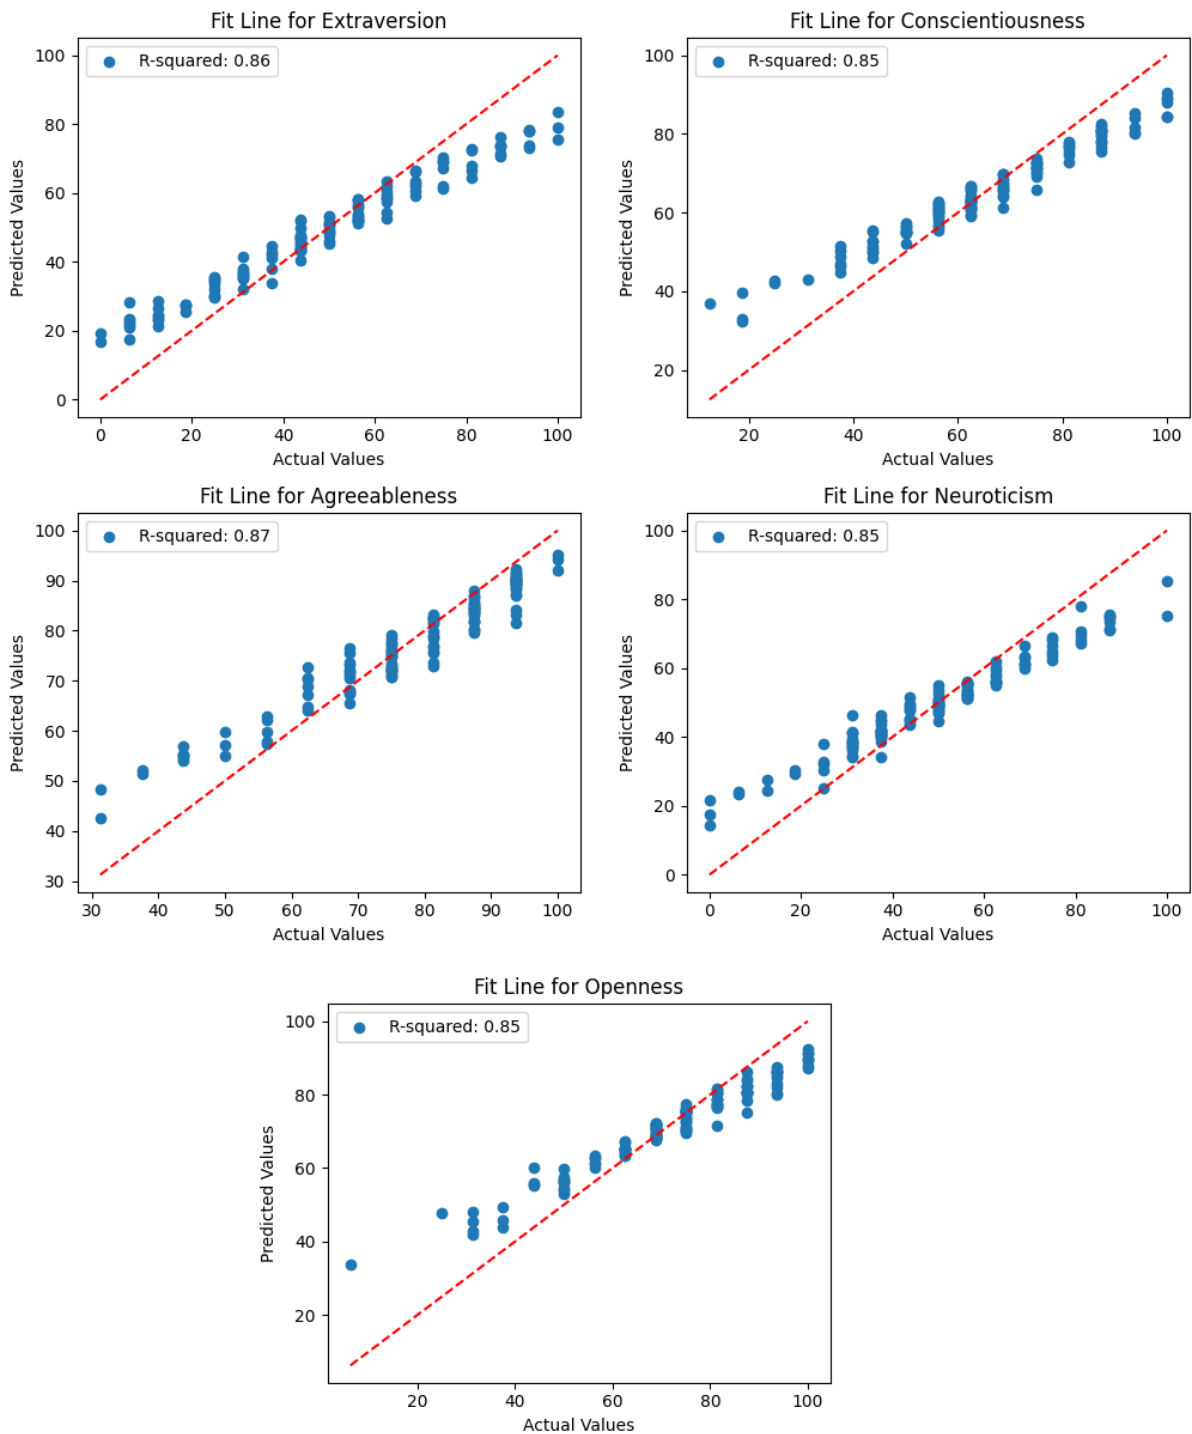 Fit Line for Extraversion
R-squared: 0.86
100
80
60
40
20
0
Predicted Values
0 20 40 60 80 100
Actual Values
Fit Line for Conscientiousness
R-squared: 0.85
100
80
60
40
20
Predicted Values
20 40 60 80 100
Actual Values
Fit Line for Agreeableness
R-squared: 0.87
100
90
80
70
60
50
40
30
Predicted Values
30 40 50 60 70 80 90 100
Actual Values
Fit Line for Neuroticism
R-squared: 0.85
100
80
60
40
20
0
Predicted Values
0 20 40 60 80 100
Actual Values
Fit Line for Openness
R-squared: 0.85
100
80
60
40
20
Predicted Values
20 40 60 80 100
Actual Values